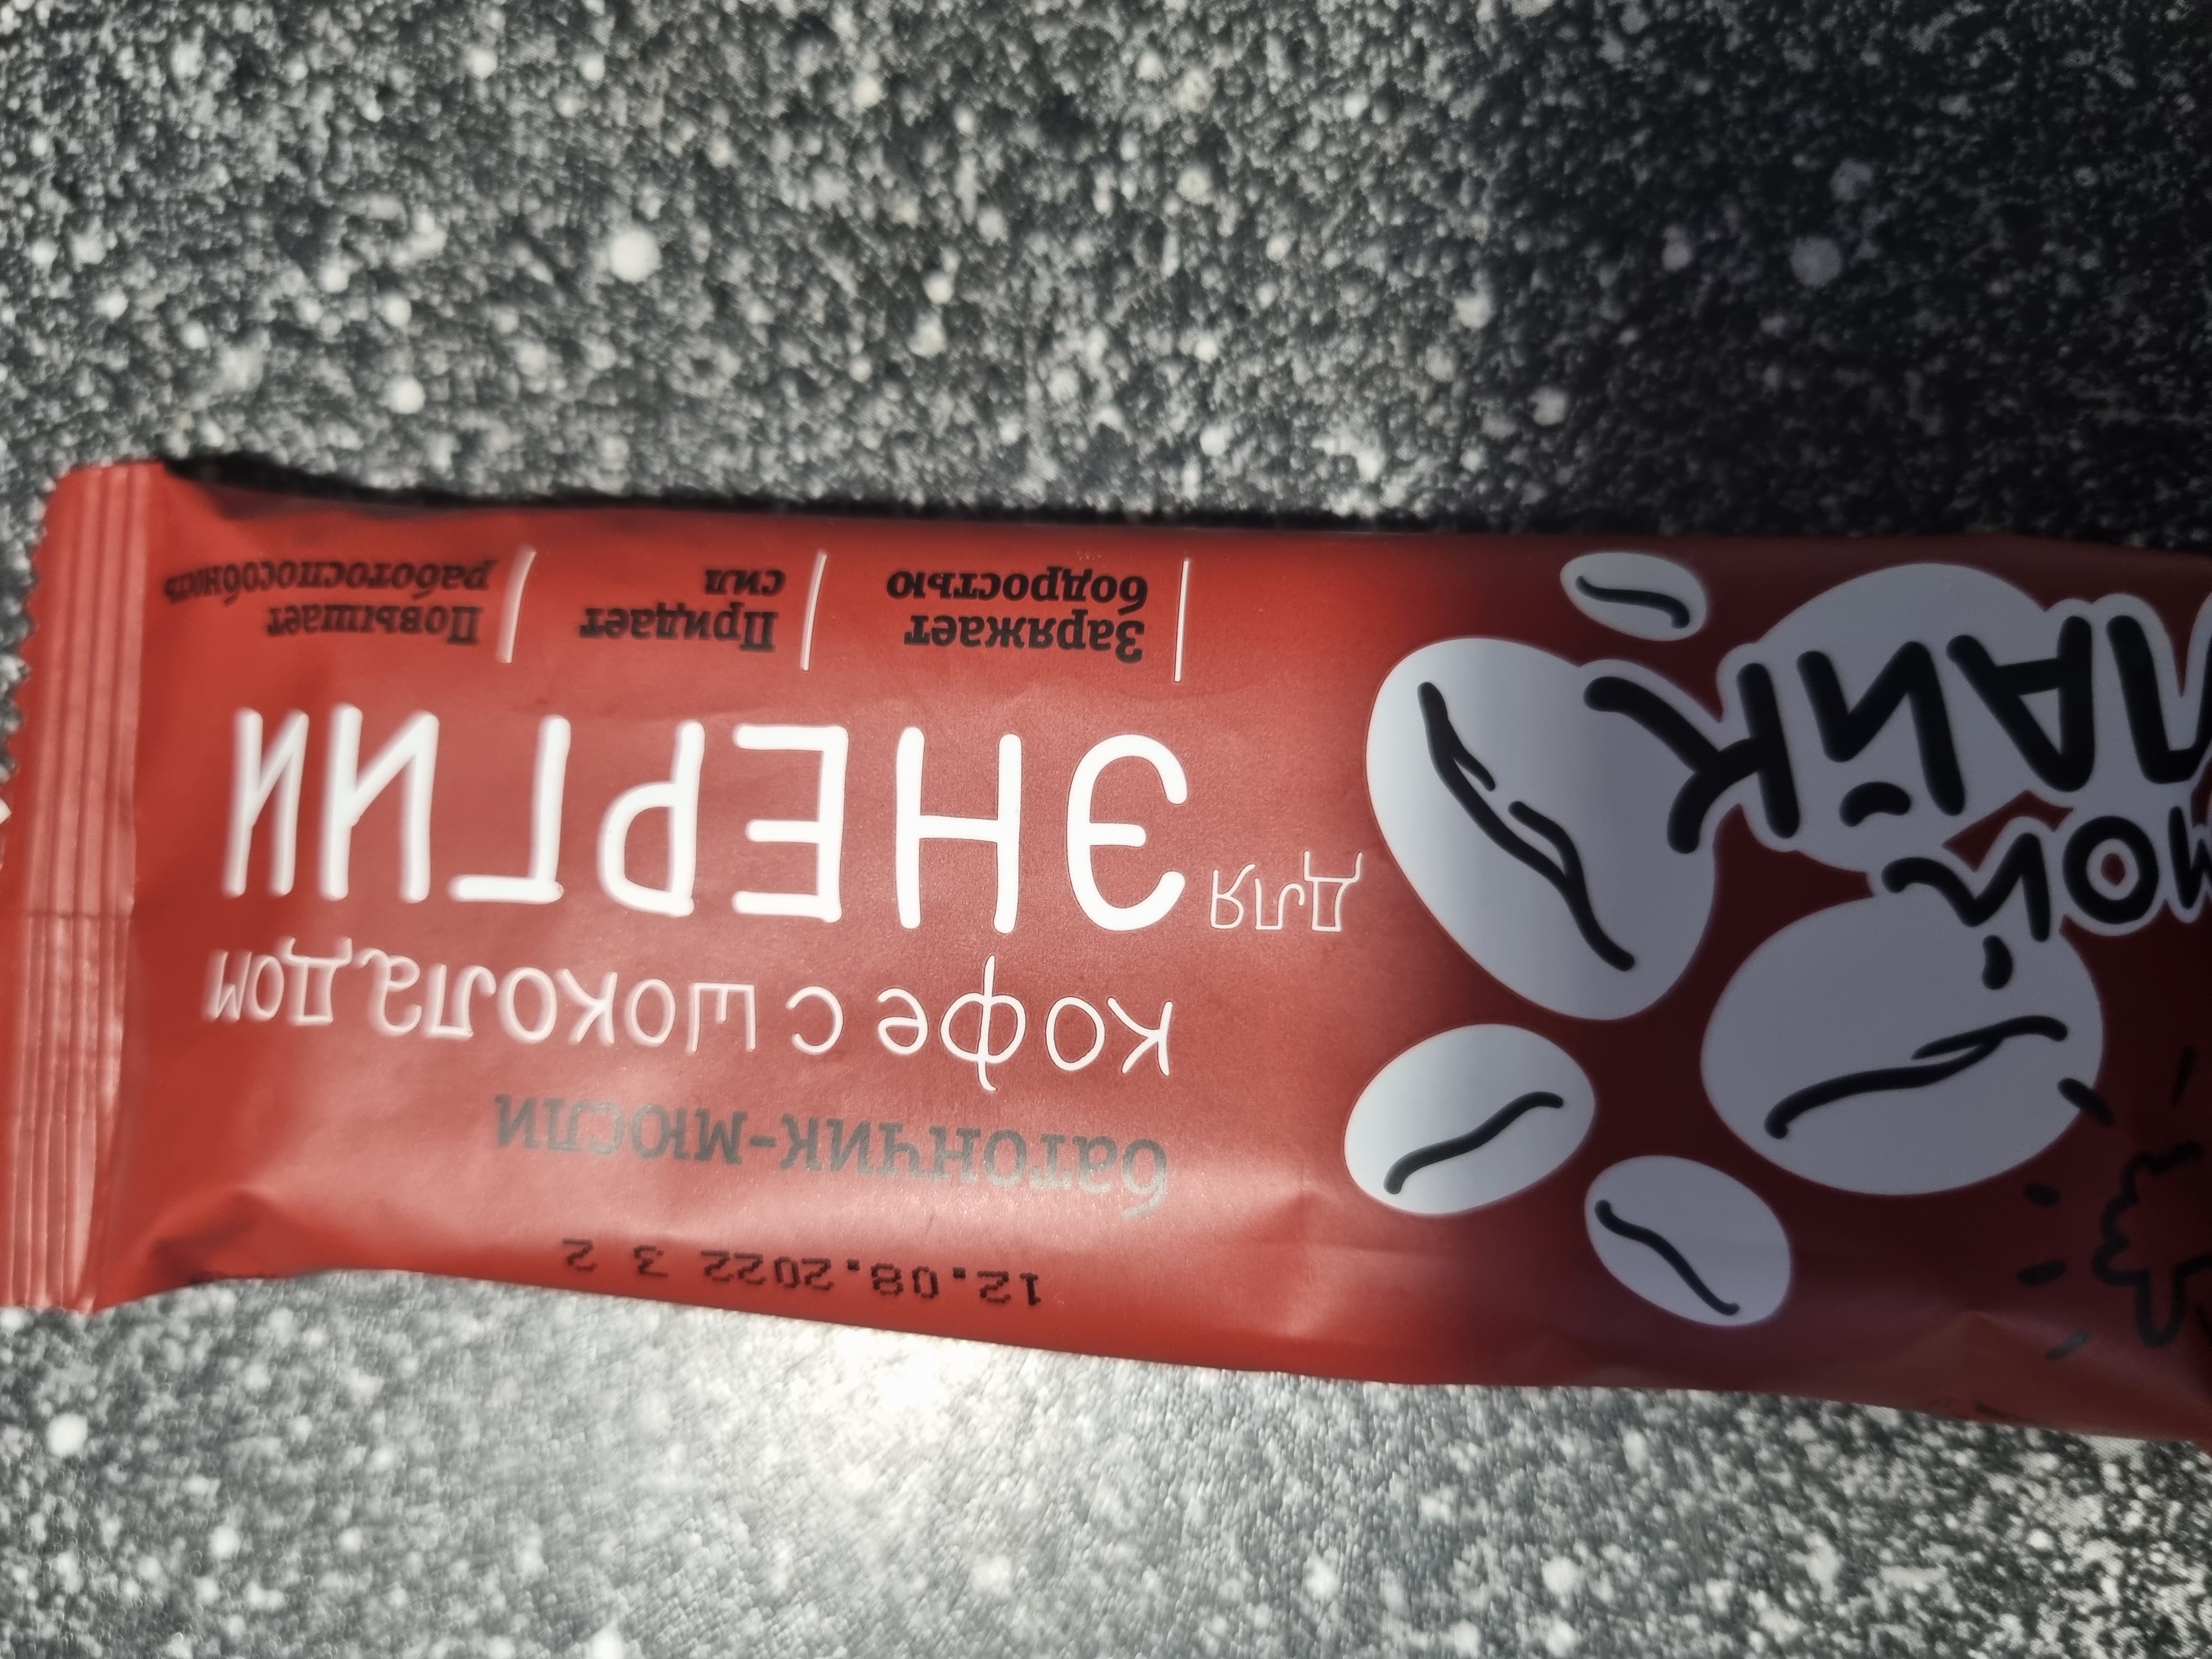 12.08.2022 3 2
батончик-мюсли
кофе с шоколадом
для ЭНЕРГИИ
Заряжает
бодростью
Придает
сил
Повышает
работоспособность
МОЙ
ЛАЙК